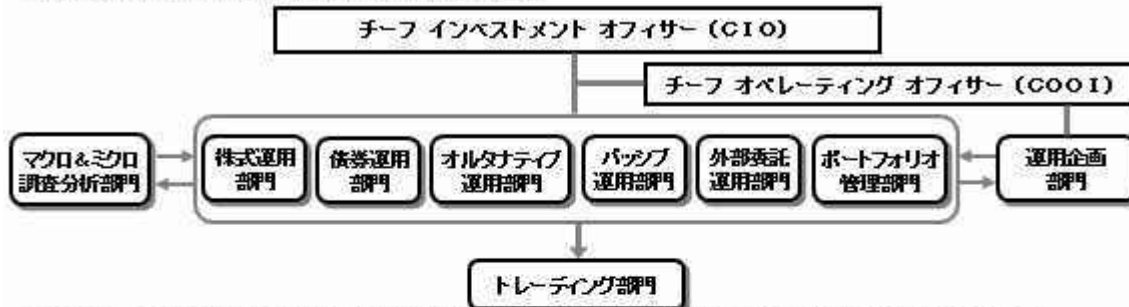 チーフ インベストメント オフィサー (CIO)
チーフ オペレーティング オフィサー (COOI)
マクロ&ミクロ
調査分析部門
株式運用
部門
債券運用
部門
オルタナティブ
運用部門
パッシブ
運用部門
外部委託
運用部門
ポートフォリオ
管理部門
運用企画
部門
トレーディング部門